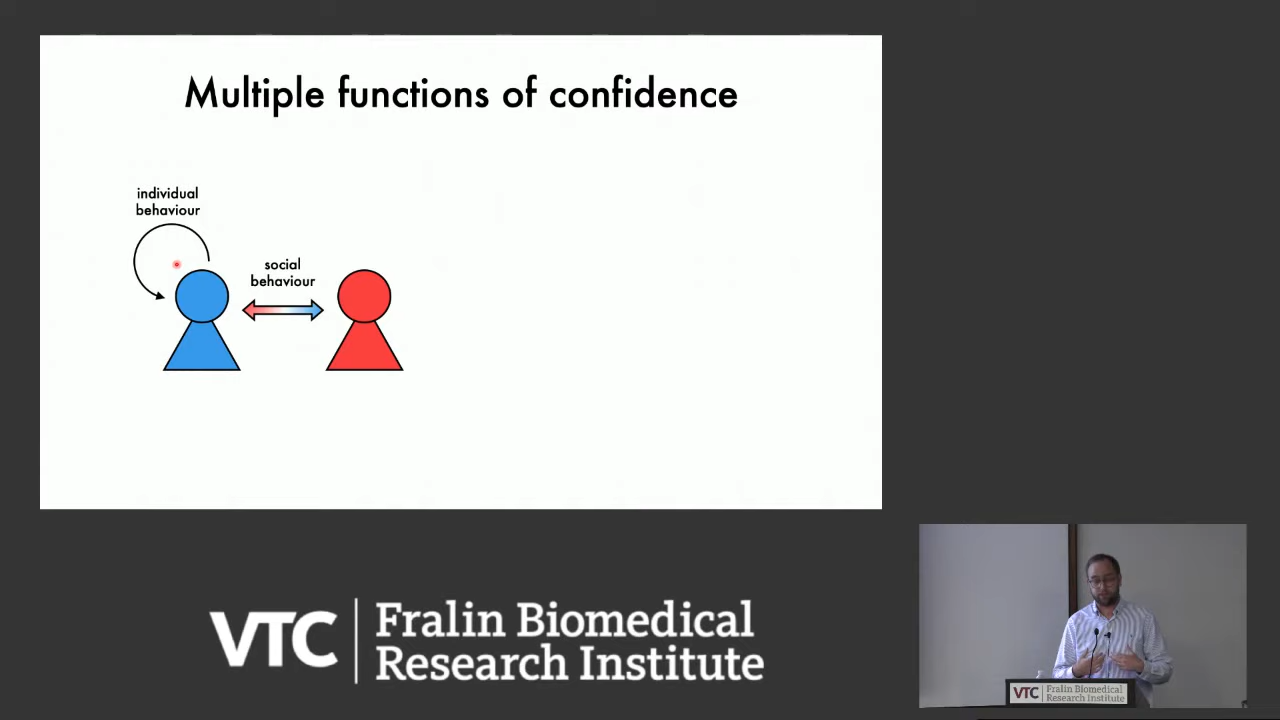 Multiple functions of confidence
individual
behaviour
social
behaviour
VTC
Fralin Biomedical
Research Institute
VTC
Fralin Biomedical
Research Institute